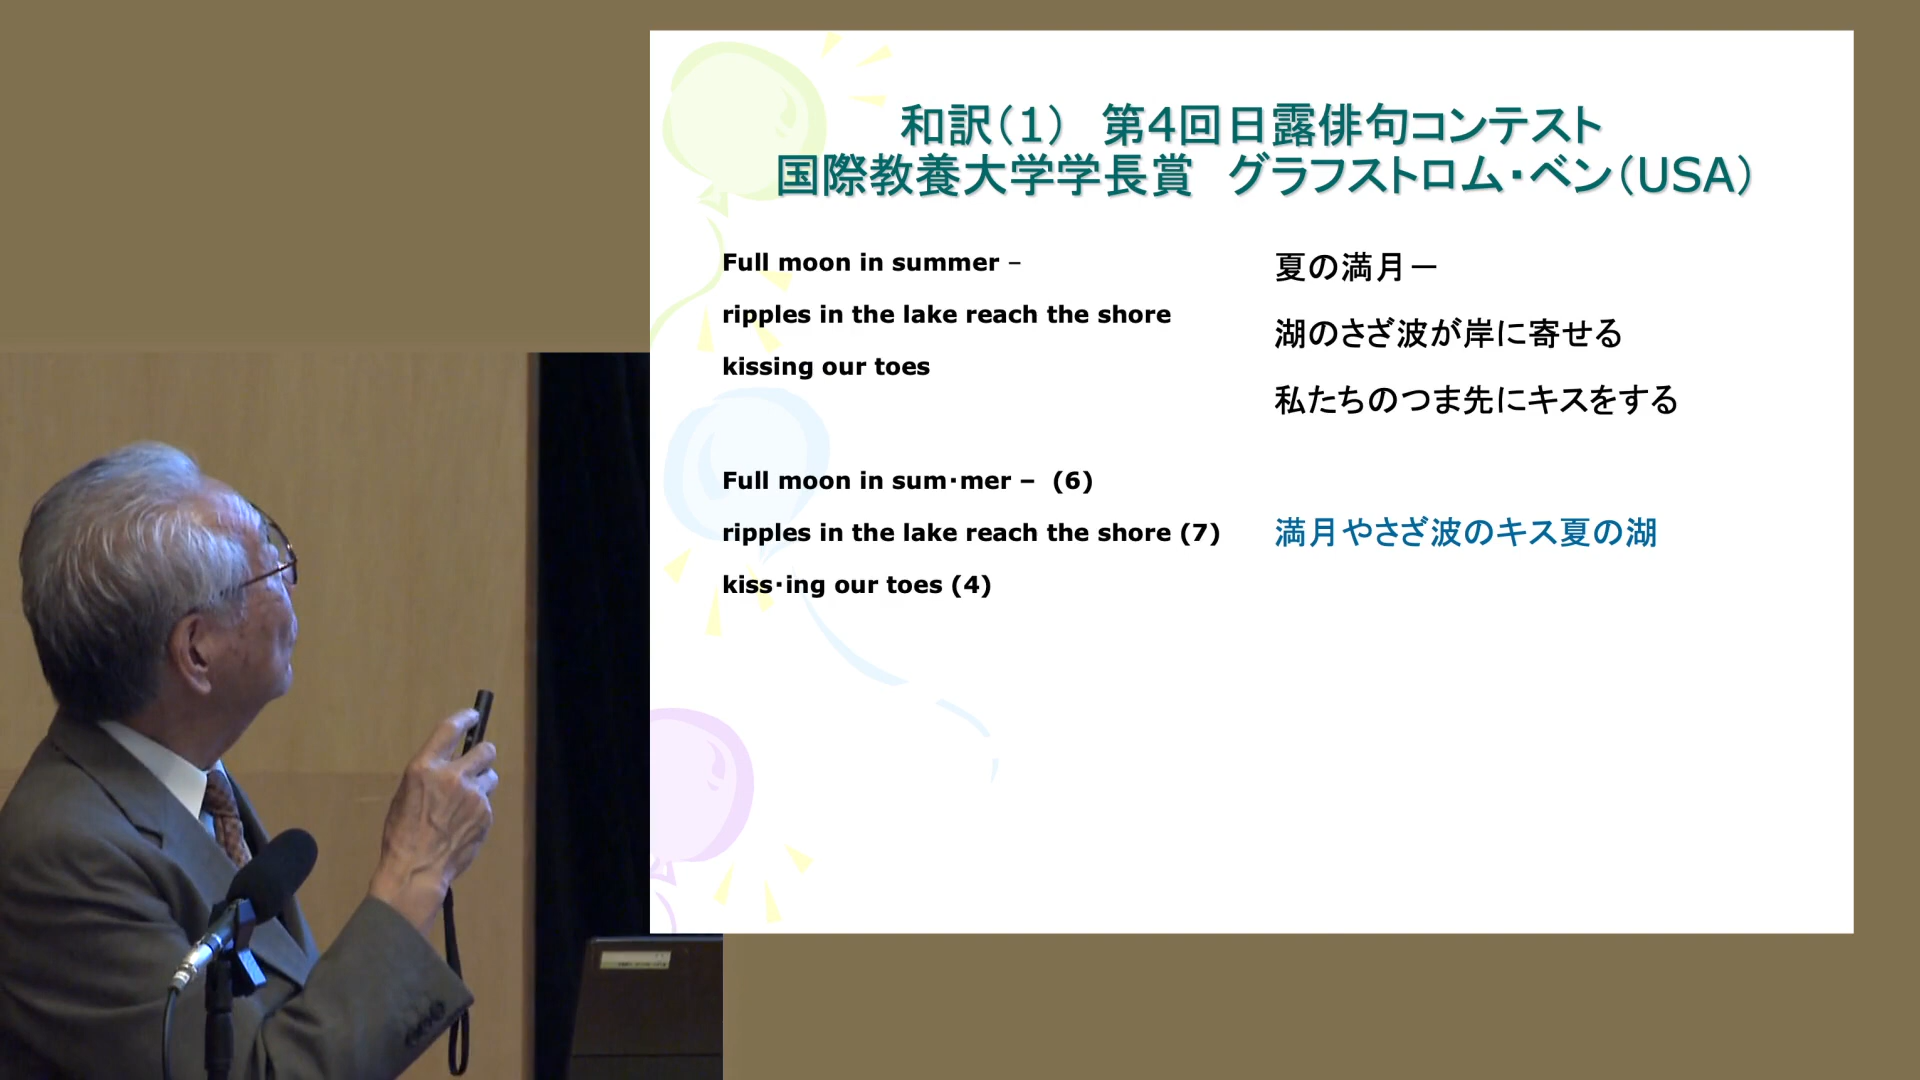 和訳（1）　第4回日露俳句コンテスト
国際教養大学学長賞　グラフストロム・ベン（USA）
Full moon in summer –
ripples in the lake reach the shore
kissing our toes
夏の満月－
湖のさざ波が岸に寄せる
私たちのつま先にキスをする
Full moon in sum･mer – (6)
ripples in the lake reach the shore (7)
kiss･ing our toes (4)
満月やさざ波のキス夏の湖